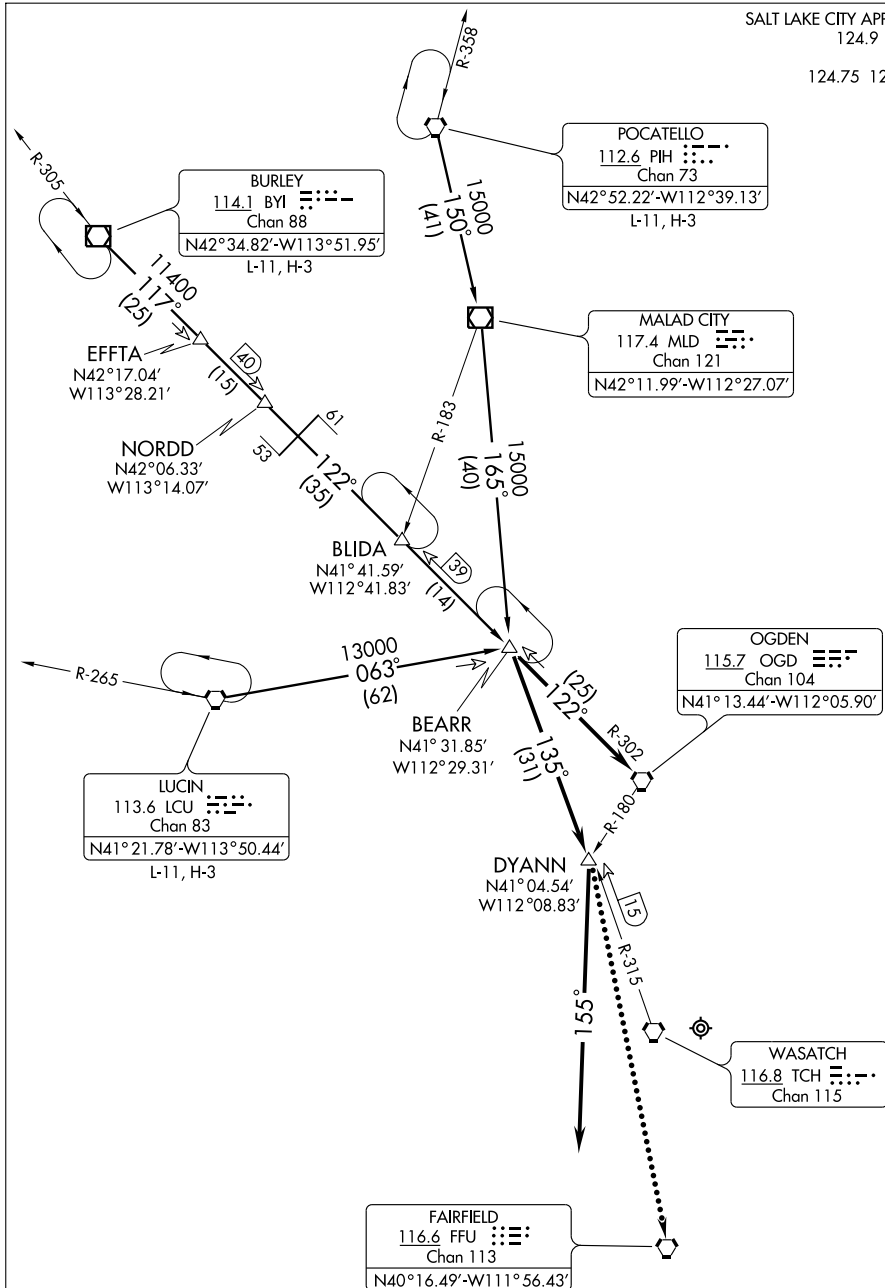 SALT LAKE CITY APP
124.9
124.75 12
R-358
POCATELLO
112.6 PIH
Chan 73
N42°52.22'-W112°39.13'
L-11, H-3
R-305
BURLEY
114.1 BYI
Chan 88
N42°34.82'-W113°51.95'
L-11, H-3
15000
150°
(41)
11400
117°
(25)
MALAD CITY
117.4 MLD
Chan 121
N42°11.99'-W112°27.07'
EFFTA
N42°17.04'
W113°28.21'
40
(15)
NORDD
N42°06.33'
W113°14.07'
61
53
R-183
15000
165°
(40)
122°
(35)
BLIDA
N41°41.59'
W112°41.83'
39
(14)
R-265
13000
063°
(62)
BEARR
N41°31.85'
W112°29.31'
(25)
122°
R-302
OGDEN
115.7 OGD
Chan 104
N41°13.44'-W112°05.90'
135°
(31)
LUCIN
113.6 LCU
Chan 83
N41°21.78'-W113°50.44'
L-11, H-3
R-180
DYANN
N41°04.54'
W112°08.83'
15
R-315
155°
WASATCH
116.8 TCH
Chan 115
FAIRFIELD
116.6 FFU
Chan 113
N40°16.49'-W111°56.43'